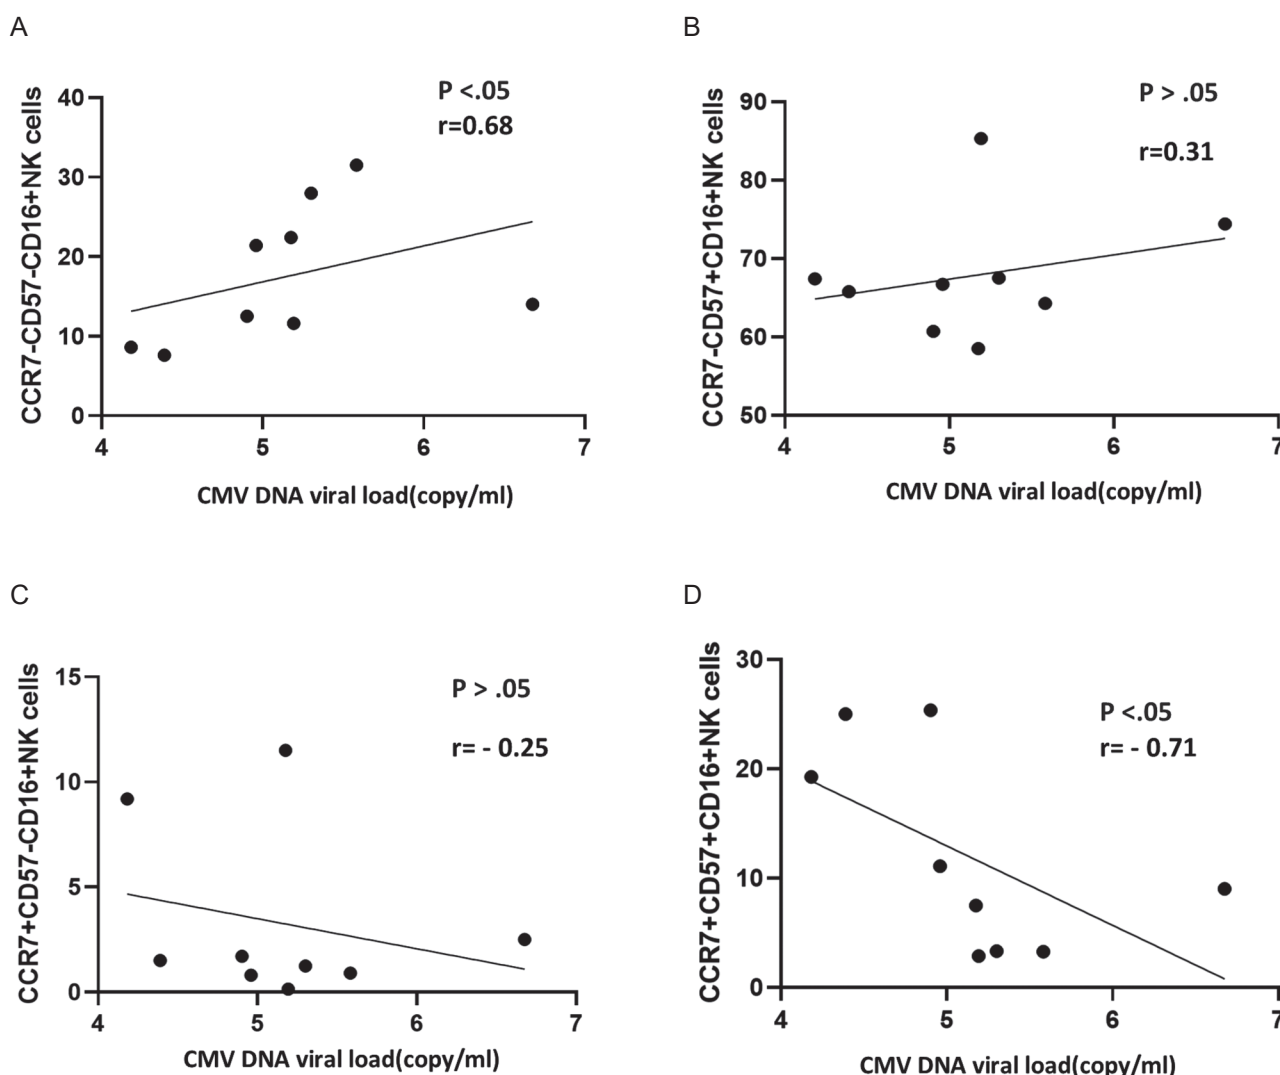 A
CCR7-CD57-CD16+NK cells
40
30
20
10
0
P <.05
r=0.68
4 5 6 7
CMV DNA viral load(copy/ml)
B
CCR7-CD57+CD16+NK cells
90
80
70
60
50
P > .05
r=0.31
4 5 6 7
CMV DNA viral load(copy/ml)
C
CCR7+CD57-CD16+NK cells
15
10
5
0
P > .05
r= - 0.25
4 5 6 7
CMV DNA viral load(copy/ml)
D
CCR7+CD57+CD16+NK cells
30
20
10
0
P <.05
r= - 0.71
4 5 6 7
CMV DNA viral load(copy/ml)